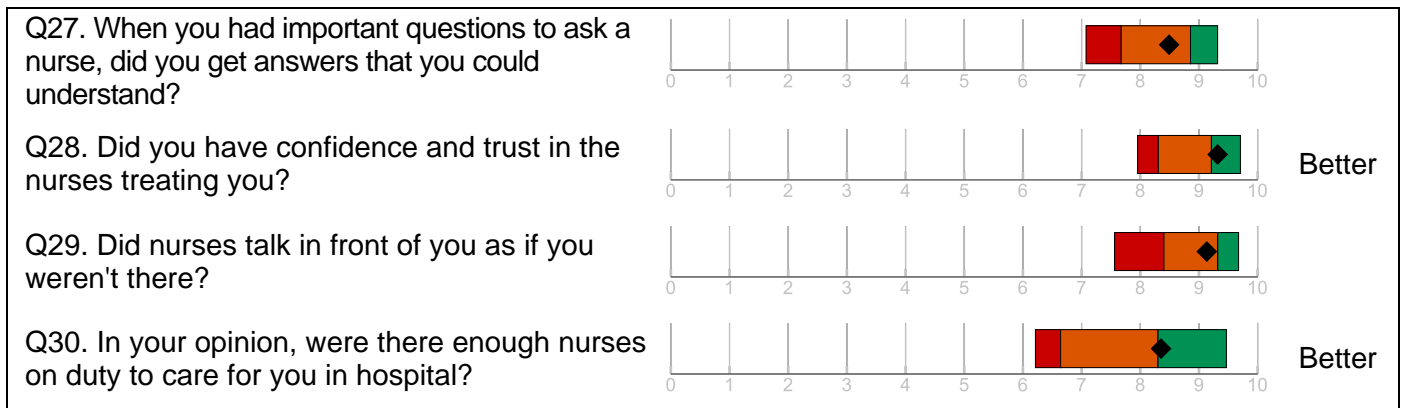 Q27. When you had important questions to ask a
nurse, did you get answers that you could
understand?
0 1 2 3 4 5 6 7 8 9 10
Q28. Did you have confidence and trust in the
nurses treating you?
Better
0 1 2 3 4 5 6 7 8 9 10
Q29. Did nurses talk in front of you as if you
weren't there?
0 1 2 3 4 5 6 7 8 9 10
Q30. In your opinion, were there enough nurses
on duty to care for you in hospital?
Better
0 1 2 3 4 5 6 7 8 9 10